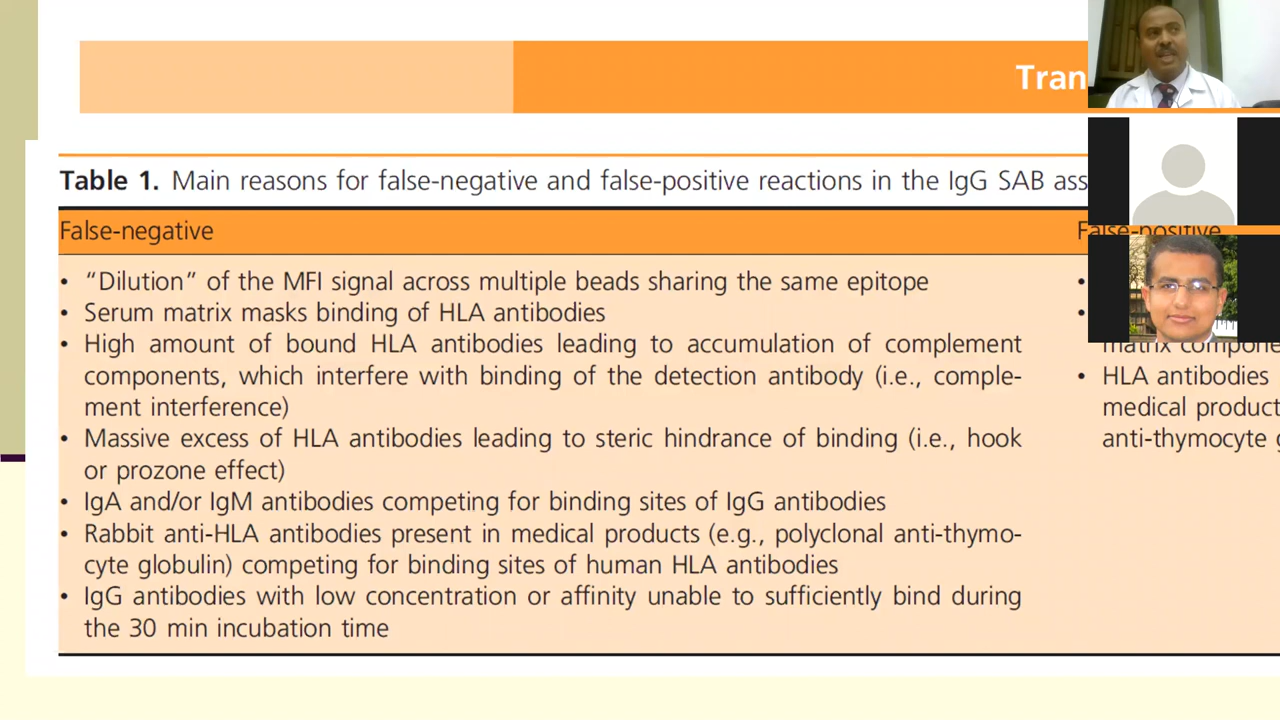 Tran
Table 1. Main reasons for false-negative and false-positive reactions in the IgG SAB ass
False-negative
False-positive
• “Dilution” of the MFI signal across multiple beads sharing the same epitope
• Serum matrix masks binding of HLA antibodies
• High amount of bound HLA antibodies leading to accumulation of complement
components, which interfere with binding of the detection antibody (i.e., comple-
ment interference)
• Massive excess of HLA antibodies leading to steric hindrance of binding (i.e., hook
or prozone effect)
• IgA and/or IgM antibodies competing for binding sites of IgG antibodies
• Rabbit anti-HLA antibodies present in medical products (e.g., polyclonal anti-thymo-
cyte globulin) competing for binding sites of human HLA antibodies
• IgG antibodies with low concentration or affinity unable to sufficiently bind during
the 30 min incubation time
•
•
matrix compone
• HLA antibodies
medical product
anti-thymocyte g